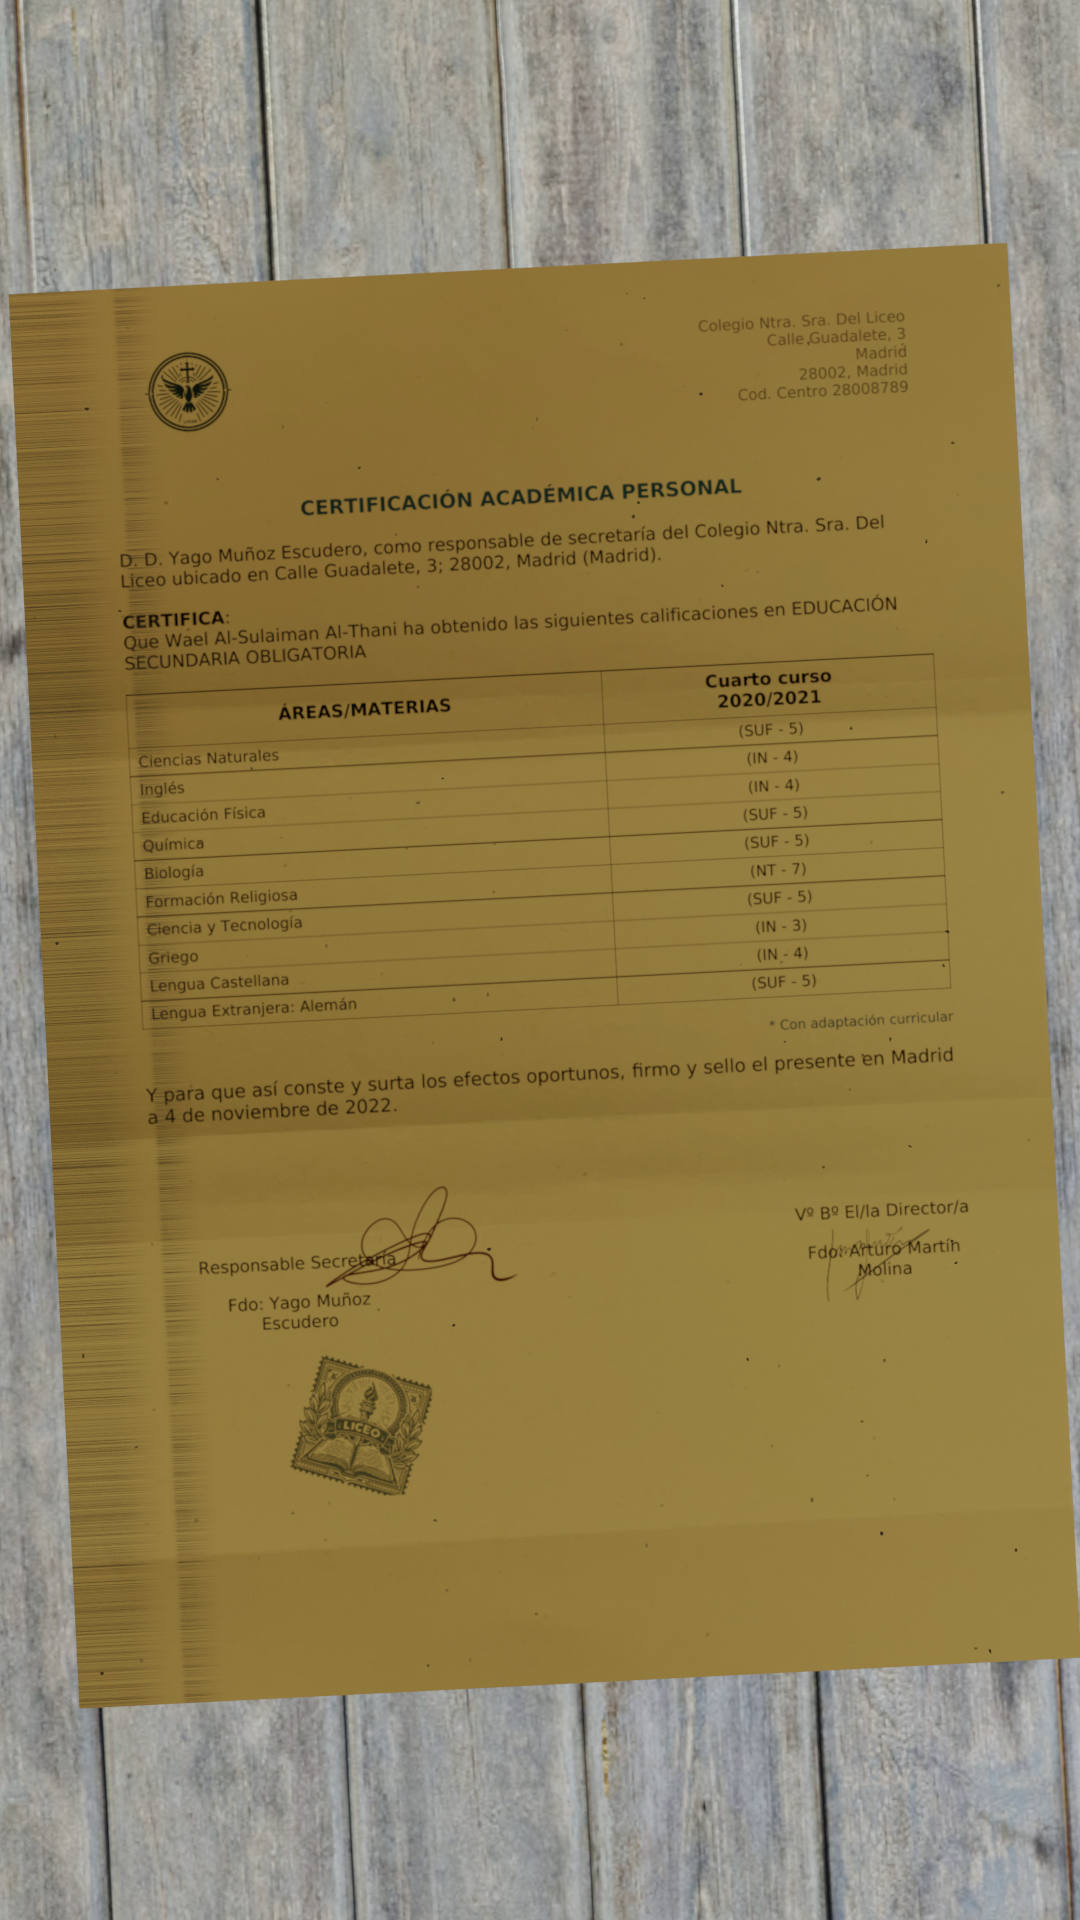 Colegio Ntra. Sra. Del Liceo
Calle Guadalete, 3
Madrid
28002, Madrid
Cod. Centro 28008789
CERTIFICACIÓN ACADÉMICA PERSONAL
D. D. Yago Muñoz Escudero, como responsable de secretaría del Colegio Ntra. Sra. Del
Liceo ubicado en Calle Guadalete, 3; 28002, Madrid (Madrid).
CERTIFICA:
Que Wael Al-Sulaiman Al-Thani ha obtenido las siguientes calificaciones en EDUCACIÓN
SECUNDARIA OBLIGATORIA
ÁREAS/MATERIAS Cuarto curso
2020/2021
Ciencias Naturales (SUF - 5)
Inglés (IN - 4)
Educación Física (IN - 4)
Química (SUF - 5)
Biología (SUF - 5)
Formación Religiosa (NT - 7)
Ciencia y Tecnología (SUF - 5)
Griego (IN - 3)
Lengua Castellana (IN - 4)
Lengua Extranjera: Alemán (SUF - 5)
* Con adaptación curricular
Y para que así conste y surta los efectos oportunos, firmo y sello el presente en Madrid
a 4 de noviembre de 2022.
Vº Bº El/la Director/a
Responsable Secretaria
Fdo: Arturo Martín
Molina
Fdo: Yago Muñoz
Escudero
LICEO